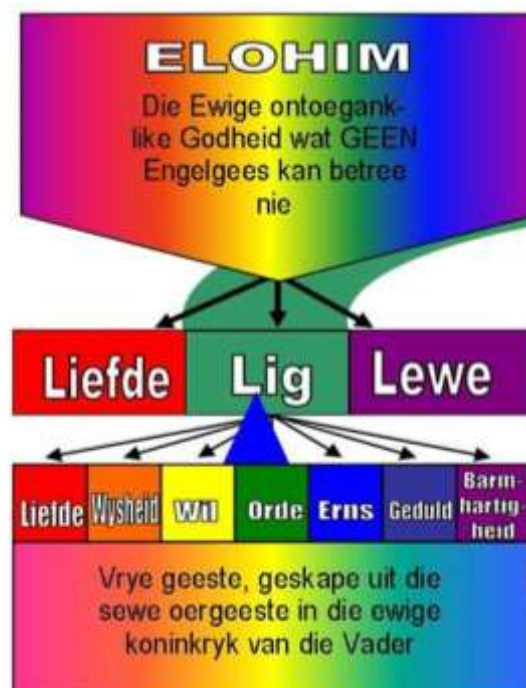 ELOHIM
Die Ewige ontoegank-
like Godheid wat GEEN
Engelgees kan betree
nie
Liefde Lig Lewe
Liefde Wysheid Wil Orde Erns Geduld Barm-
hartig-
heid
Vrye geeste, geskape uit die
sewe oergeeste in die ewige
koninkryk van die Vader